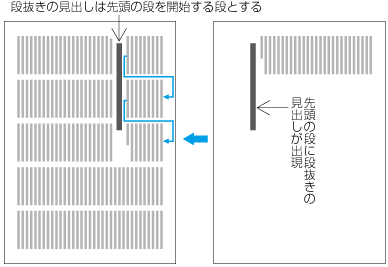 段抜きの見出しは先頭の段を開始する段とする
先頭の段に段抜きの
見出しが出現